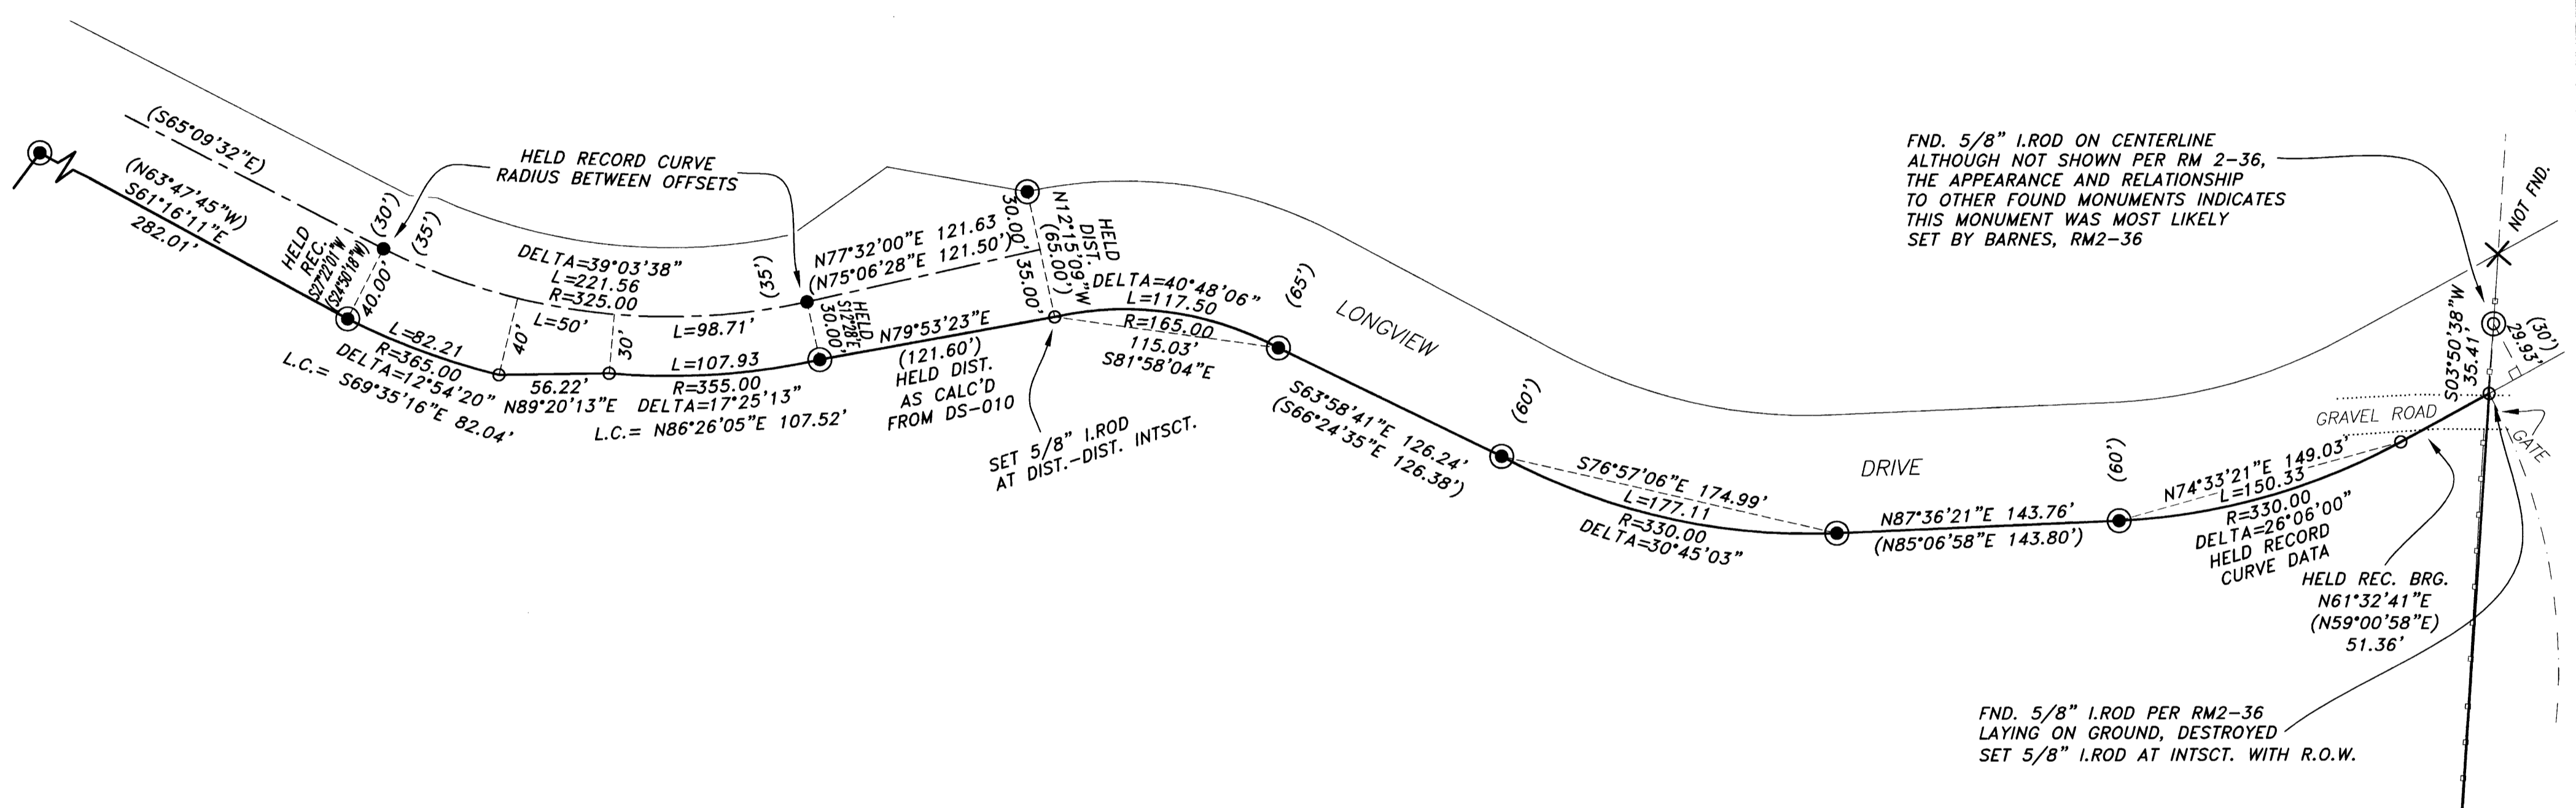 (S65°09'32"E)
(N63°47'45"W)
S61°16'11"E
282.01'
HELD
REC.
S27°22'01"W
(S24°50'18"W)
40.00'
(30')
(35')
HELD RECORD CURVE
RADIUS BETWEEN OFFSETS
DELTA=39°03'38"
L=221.56
R=325.00
L=50'
L=98.71'
40'
30'
L=82.21
R=365.00
DELTA=12°54'20"
L.C.= S69°35'16"E 82.04'
56.22'
N89°20'13"E
L=107.93
R=355.00
DELTA=17°25'13"
L.C.= N86°26'05"E 107.52'
(35')
HELD
S12°28'E
30.00'
N77°32'00"E 121.63
(N75°06'28"E 121.50')
30.00'
35.00'
N12°15'09"W
(65.00')
HELD
DIST.
N79°53'23"E
(121.60')
HELD DIST.
AS CALC'D
FROM DS-010
SET 5/8" I.ROD
AT DIST.-DIST. INTSCT.
DELTA=40°48'06"
L=117.50
R=165.00
115.03'
S81°58'04"E
(65')
LONGVIEW
S63°58'41"E 126.24'
(S66°24'35"E 126.38')
(60')
S76°57'06"E 174.99'
L=177.11
R=330.00
DELTA=30°45'03"
DRIVE
N87°36'21"E 143.76'
(N85°06'58"E 143.80')
(60')
N74°33'21"E 149.03'
L=150.33
R=330.00
DELTA=26°06'00"
HELD RECORD
CURVE DATA
HELD REC. BRG.
N61°32'41"E
(N59°00'58"E)
51.36'
FND. 5/8" I.ROD ON CENTERLINE
ALTHOUGH NOT SHOWN PER RM 2-36,
THE APPEARANCE AND RELATIONSHIP
TO OTHER FOUND MONUMENTS INDICATES
THIS MONUMENT WAS MOST LIKELY
SET BY BARNES, RM2-36
NOT FND.
S03°50'38"W
35.41'
(30')
29.93'
GRAVEL ROAD
GATE
FND. 5/8" I.ROD PER RM2-36
LAYING ON GROUND, DESTROYED
SET 5/8" I.ROD AT INTSCT. WITH R.O.W.